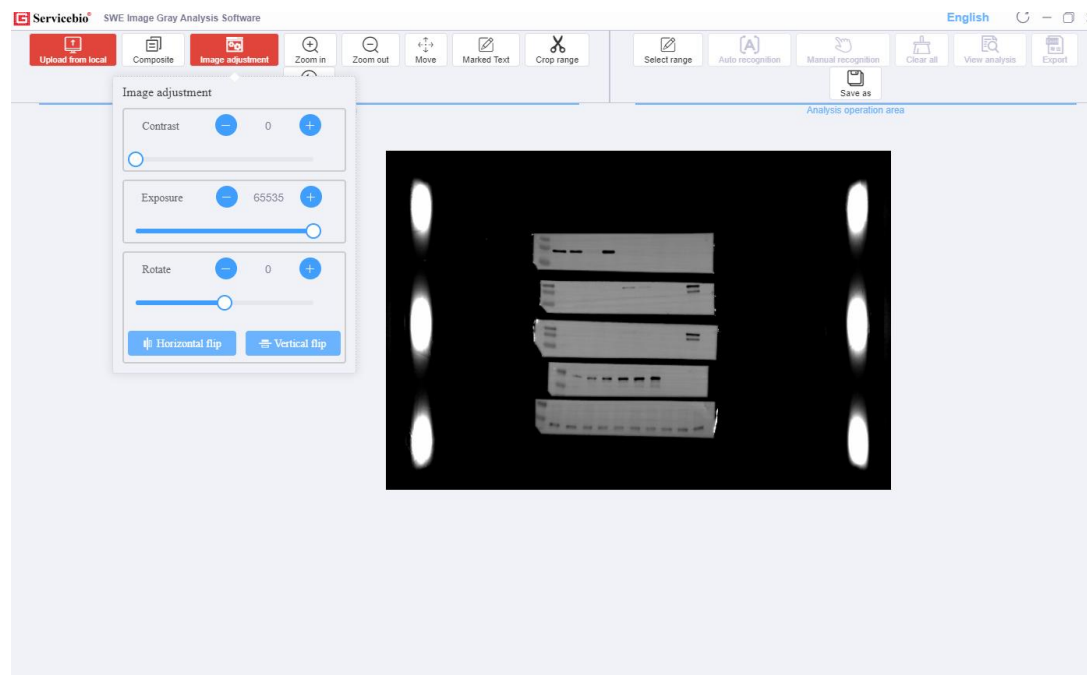 Servicebio® SWE Image Gray Analysis Software
English
Upload from local Composite Image adjustment Zoom in Zoom out Move Marked Text Crop range Select range Auto recognition Manual recognition Clear all View analysis Export
Save as
Analysis operation area
Image adjustment
Contrast 0
Exposure 65535
Rotate 0
Horizontal flip Vertical flip